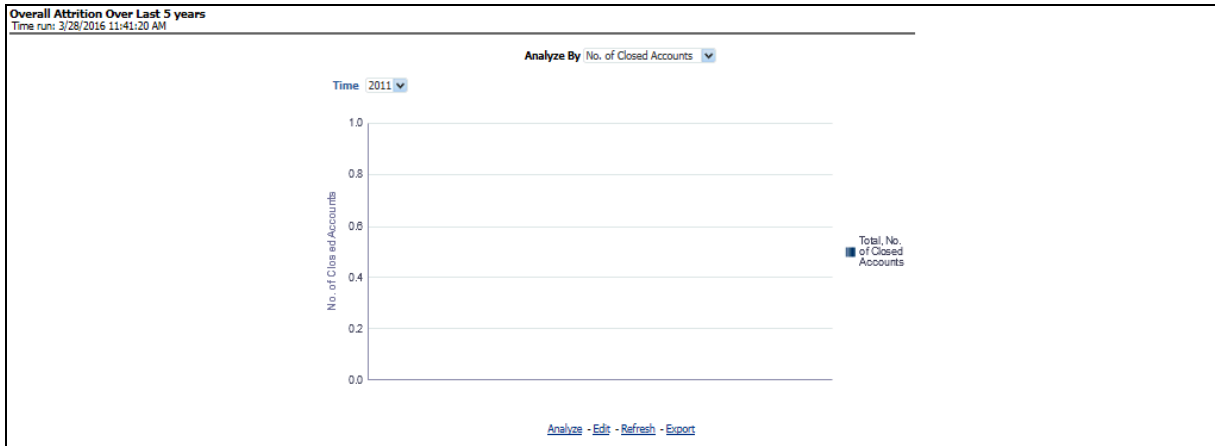 Overall Attrition Over Last 5 years
Time run: 3/28/2016 11:41:20 AM
Analyze By No. of Closed Accounts
Time 2011
1.0
0.8
0.6
0.4
0.2
0.0
No. of Closed Accounts
Total, No.
of Closed
Accounts
Analyze - Edit - Refresh - Export